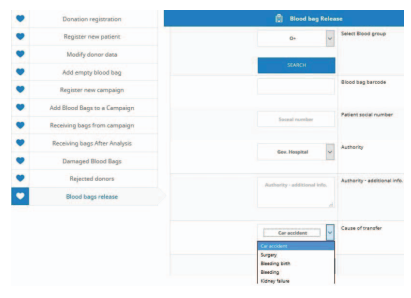 Donation registration
Register new patient
Modify donor data
Add empty blood bag
Register new campaign
Add Blood Bags to a Campaign
Receiving bags from campaign
Receiving bags After Analysis
Damaged Blood Bags
Rejected donors
Blood bags release
Blood bag Release
O+
Select Blood group
SEARCH
Blood bag barcode
Social number
Patient social number
Gov. Hospital
Authority
Authority - additional info.
Authority - additional info.
Car accident
Cause of transfer
Car accident
Surgery
Bleeding birth
Bleeding
Kidney failure